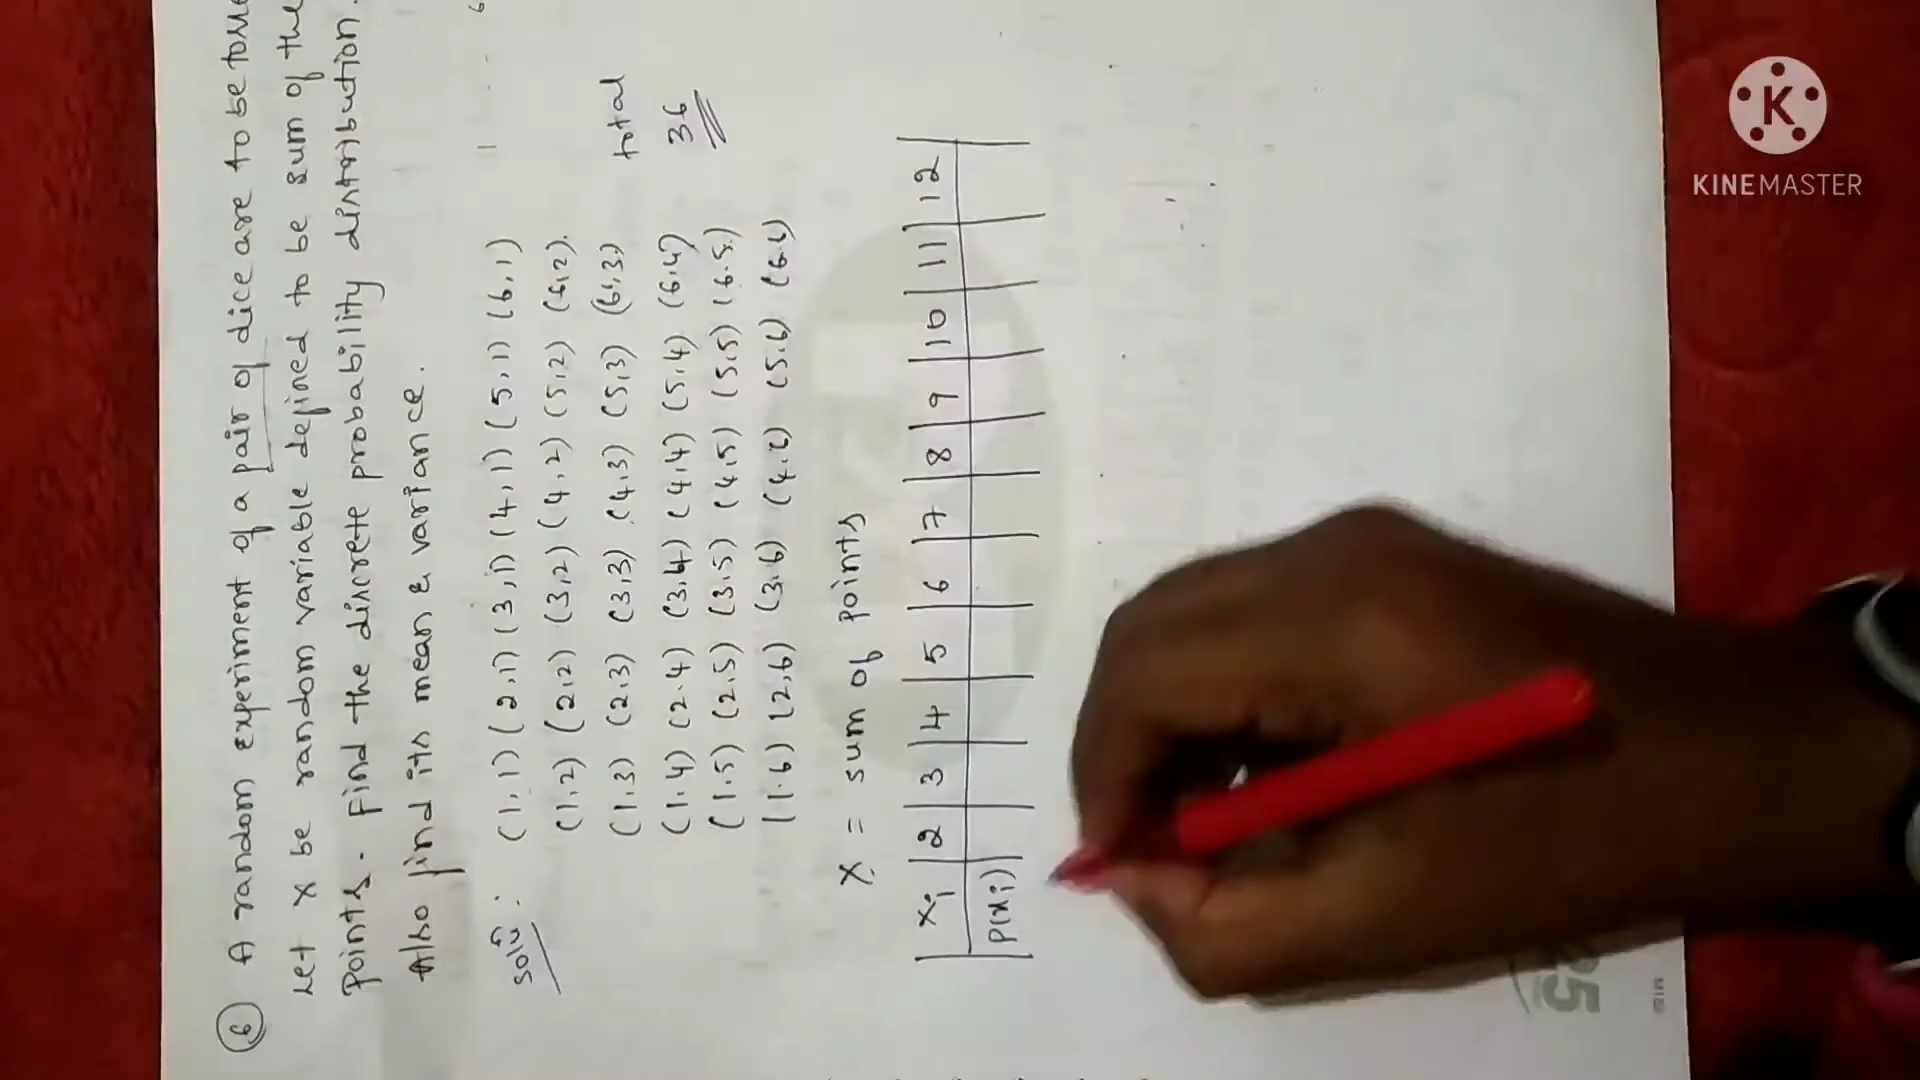 6 A random experiment of a pair of dice are to be
Let x be random variable defined to be sum of the
Points. Find the discrete probability distribution.
Also find its mean & variance.
Soln: (1,1) (2,1) (3,1) (4,1) (5,1) (6,1)
(1,2) (2,2) (3,2) (4,2) (5,2) (6,2).
(1,3) (2,3) (3,3) (4,3) (5,3) (6,3) total
(1,4) (2,4) (3,4) (4,4) (5,4) (6,4) 36
(1,5) (2,5) (3,5) (4,5) (5,5) (6,5)
(1,6) (2,6) (3,6) (4,6) (5,6) (6,6)
X = sum of points
xi 2 3 4 5 6 7 8 9 10 11 12
P(xi)
25
KINEMASTER